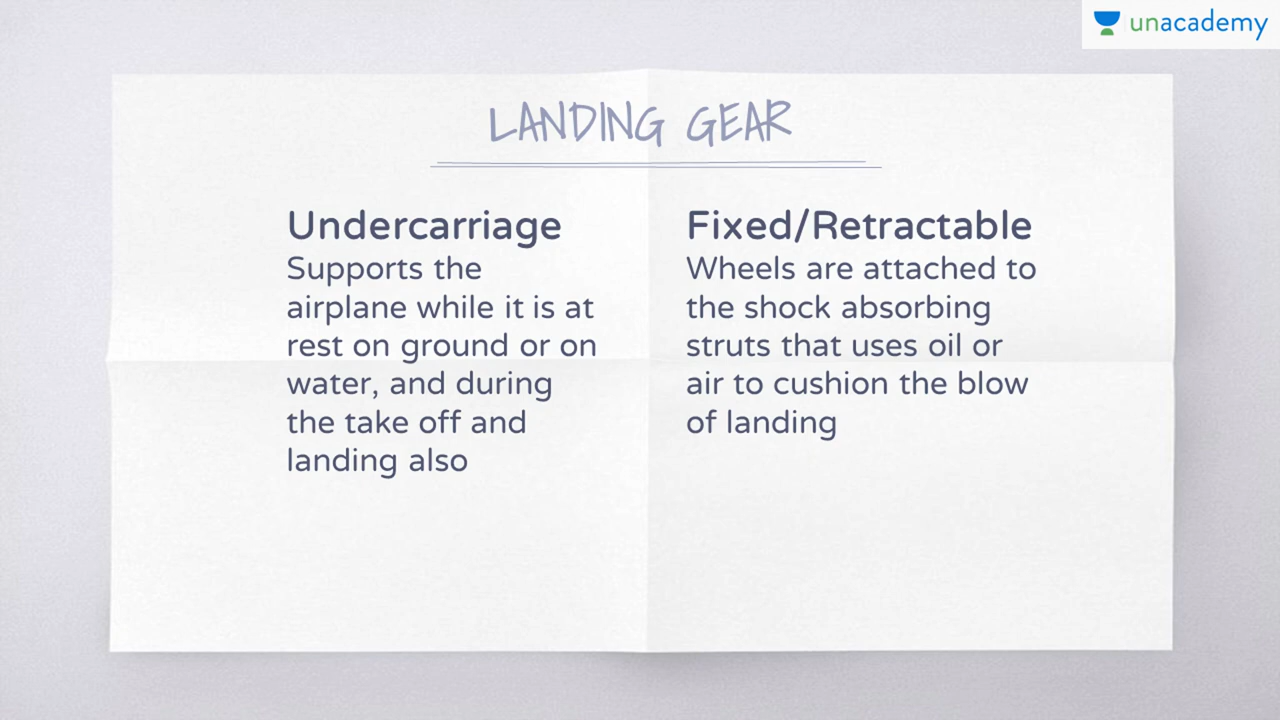 unacademy
LANDING GEAR
Undercarriage
Supports the
airplane while it is at
rest on ground or on
water, and during
the take off and
landing also
Fixed/Retractable
Wheels are attached to
the shock absorbing
struts that uses oil or
air to cushion the blow
of landing